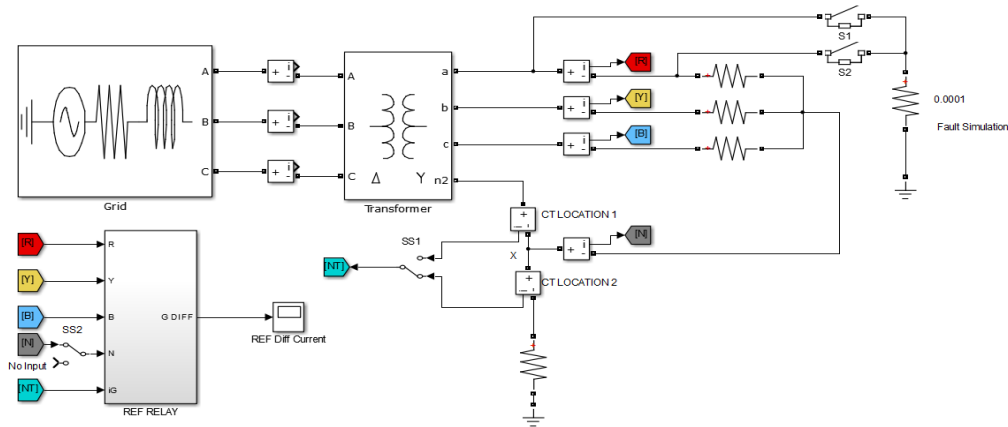 S1
A
i
+
-
A
a
i
+
-
[R]
S2
+
B
i
+
-
B
b
i
+
-
[Y]
+
0.0001
Fault Simulation
C
i
+
-
C
c
i
+
-
[B]
+
Δ Y
n2
Grid
Transformer
+
i -
CT LOCATION 1
[N]
SS1
i
+
-
X
[NT]
+
i -
CT LOCATION 2
[R]
R
[Y]
Y
[B]
B
G DIFF
SS2
[N]
N
No Input
REF Diff Current
+
[NT]
iG
REF RELAY